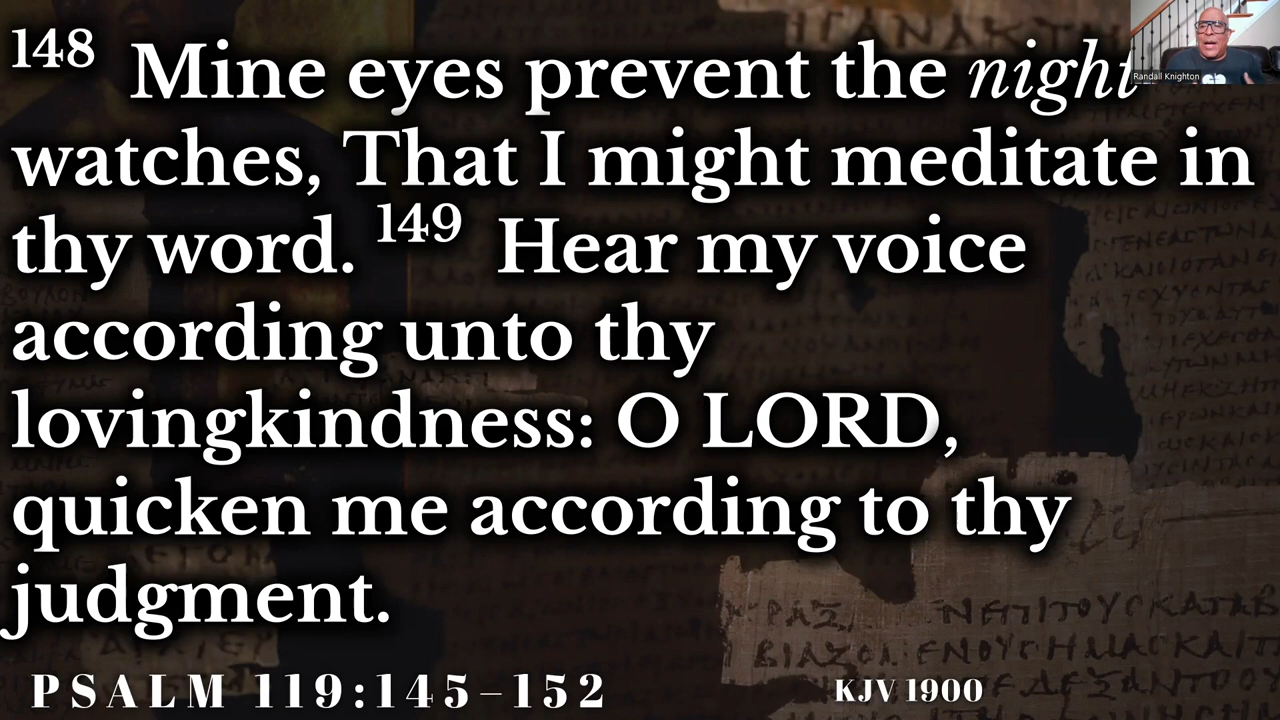 148 Mine eyes prevent the night
watches, That I might meditate in
thy word. 149 Hear my voice
according unto thy
lovingkindness: O LORD,
quicken me according to thy
judgment.
PSALM 119:145–152
KJV 1900
Randall Knighton